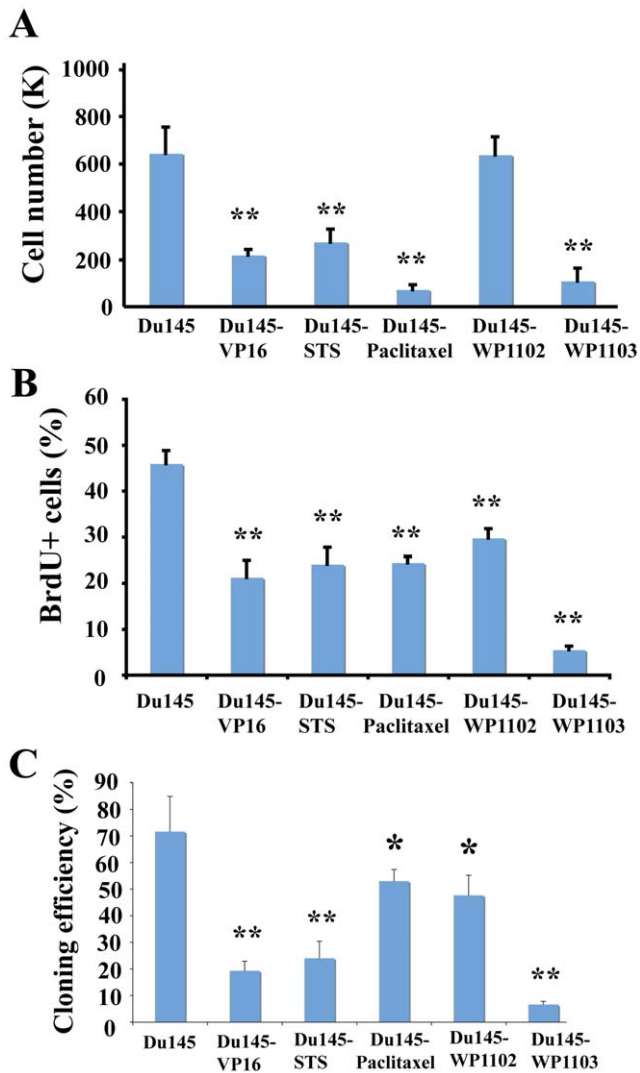 A
Cell number (K)
1000
800
600
400
200
0
**
**
**
**
Du145
Du145-
VP16
Du145-
STS
Du145-
Paclitaxel
Du145-
WP1102
Du145-
WP1103
B
BrdU+ cells (%)
60
50
40
30
20
10
0
**
**
**
**
**
Du145
Du145-
VP16
Du145-
STS
Du145-
Paclitaxel
Du145-
WP1102
Du145-
WP1103
C
Cloning efficiency (%)
90
80
70
60
50
40
30
20
10
0
**
**
*
*
**
Du145
Du145-
VP16
Du145-
STS
Du145-
Paclitaxel
Du145-
WP1102
Du145-
WP1103